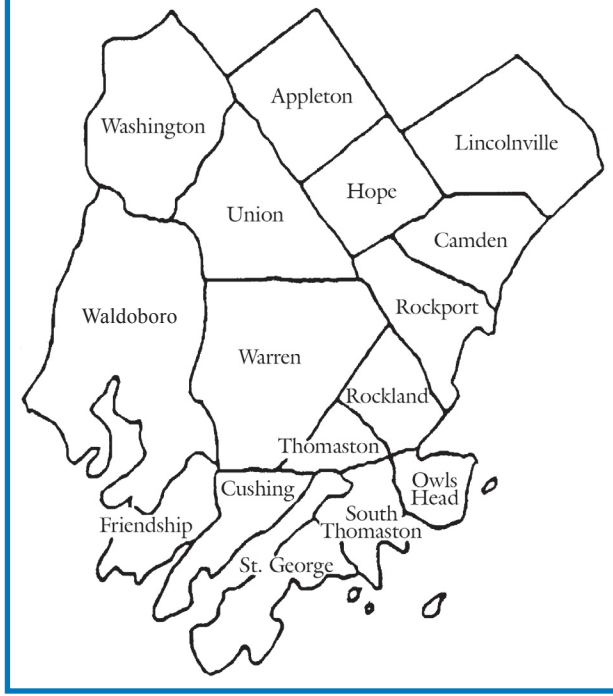 Appleton
Washington
Lincolnville
Hope
Union
Camden
Rockport
Waldoboro
Warren
Rockland
Thomaston
Owls
Head
Cushing
South
Thomaston
Friendship
St. George